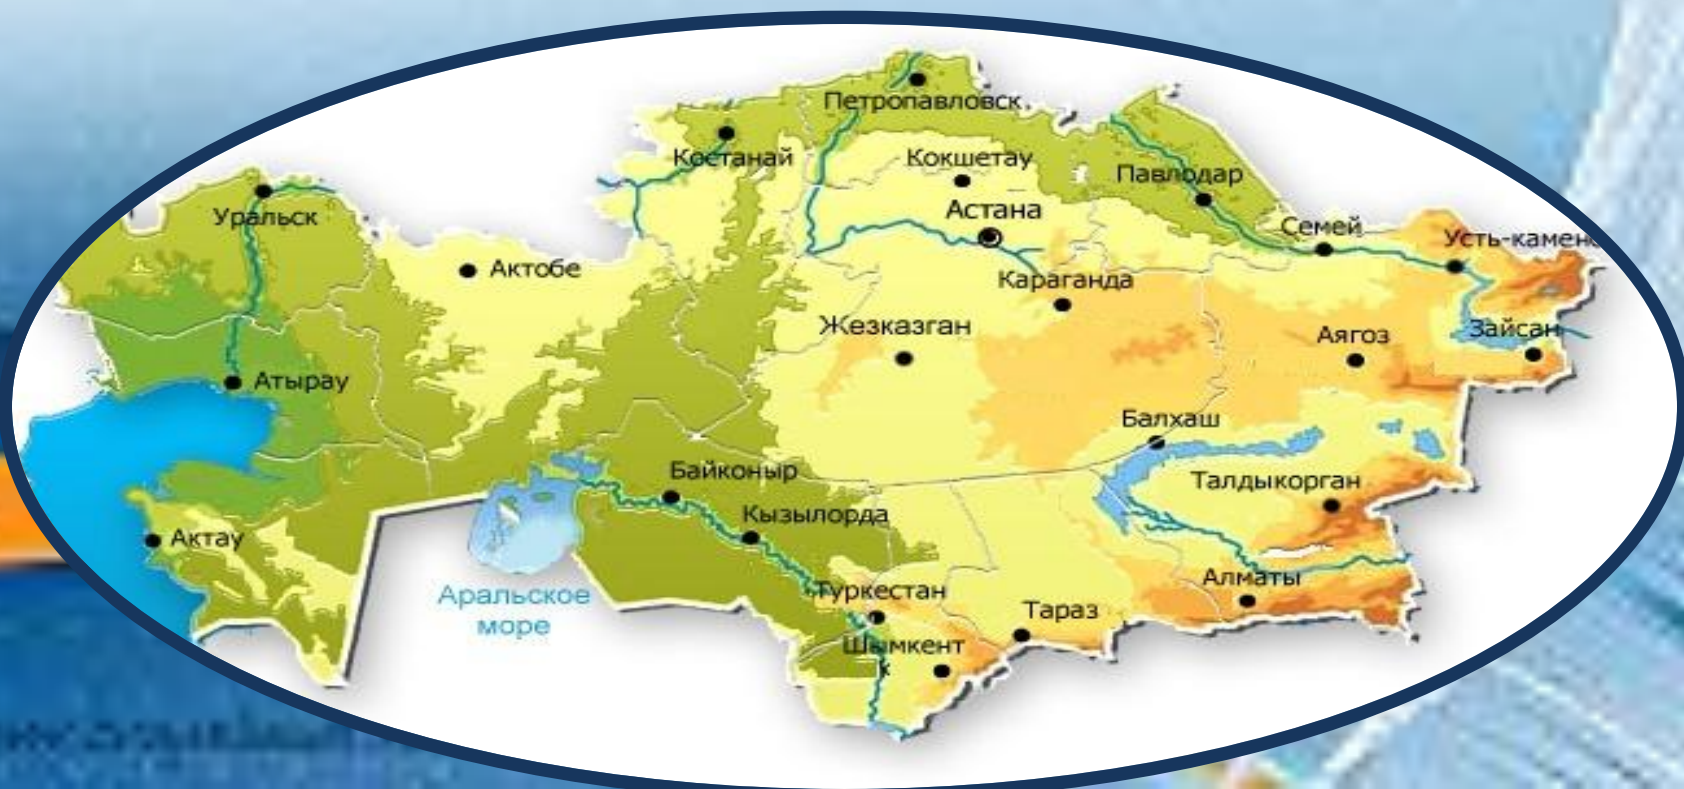 Петропавловск
Костанай
Кокшетау
Павлодар
Уральск
Астана
Семей
Усть-камено
Актобе
Караганда
Жезказган
Зайсан
Аягоз
Атырау
Балхаш
Байконыр
Талдыкорган
Кызылорда
Актау
Алматы
Аральское
море
Туркестан
Тараз
Шымкент